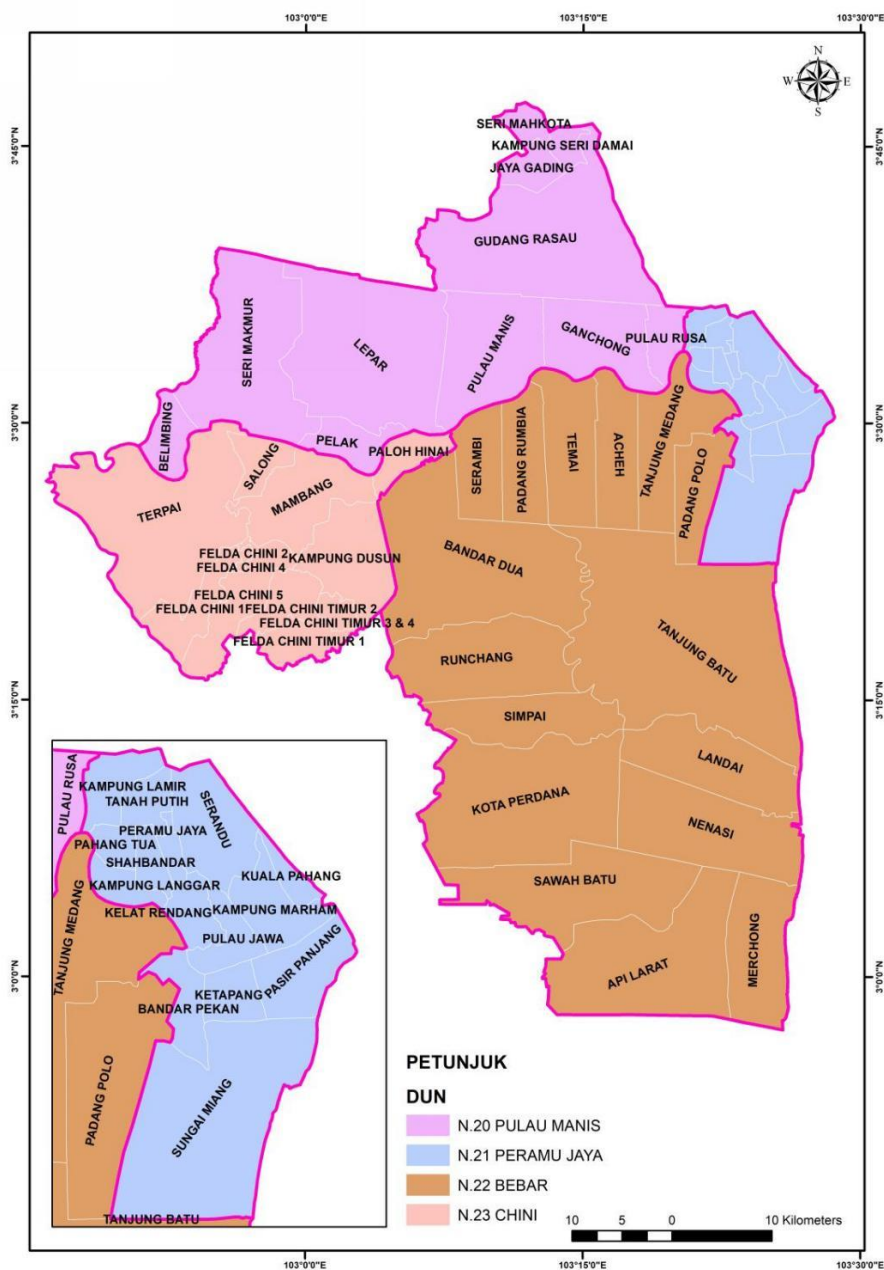 103°0'0"E 103°15'0"E 103°30'0"E
N
W E
S
3°45'0"N
3°30'0"N
3°15'0"N
3°0'0"N
SERI MAHKOTA
KAMPUNG SERI DAMAI
JAYA GADING
GUDANG RASAU
SERI MAKMUR
LEPAR
PULAU MANIS
GANCHONG
PULAU RUSA
BELIMBING
PELAK
PALOH HINAI
SALONG
TERPAI
MAMBANG
SERAMBI
PADANG RUMBIA
TEMAI
ACHEH
TANJUNG MEDANG
PADANG POLO
FELDA CHINI 2
KAMPUNG DUSUN
FELDA CHINI 4
FELDA CHINI 5
FELDA CHINI 1
FELDA CHINI TIMUR 2
FELDA CHINI TIMUR 3 & 4
FELDA CHINI TIMUR 1
BANDAR DUA
TANJUNG BATU
RUNCHANG
SIMPAI
LANDAI
KOTA PERDANA
NENASI
SAWAH BATU
API LARAT
MERCHONG
PULAU RUSA
KAMPUNG LAMIR
TANAH PUTIH
SERANDU
PERAMU JAYA
PAHANG TUA
SHAHBANDAR
KUALA PAHANG
KAMPUNG LANGGAR
KELAT RENDANG
KAMPUNG MARHAM
TANJUNG MEDANG
PULAU JAWA
PASIR PANJANG
KETAPANG
BANDAR PEKAN
PADANG POLO
SUNGAI MIANG
TANJUNG BATU
PETUNJUK
DUN
N.20 PULAU MANIS
N.21 PERAMU JAYA
N.22 BEBAR
N.23 CHINI
10 5 0 10 Kilometers
103°0'0"E 103°15'0"E 103°30'0"E